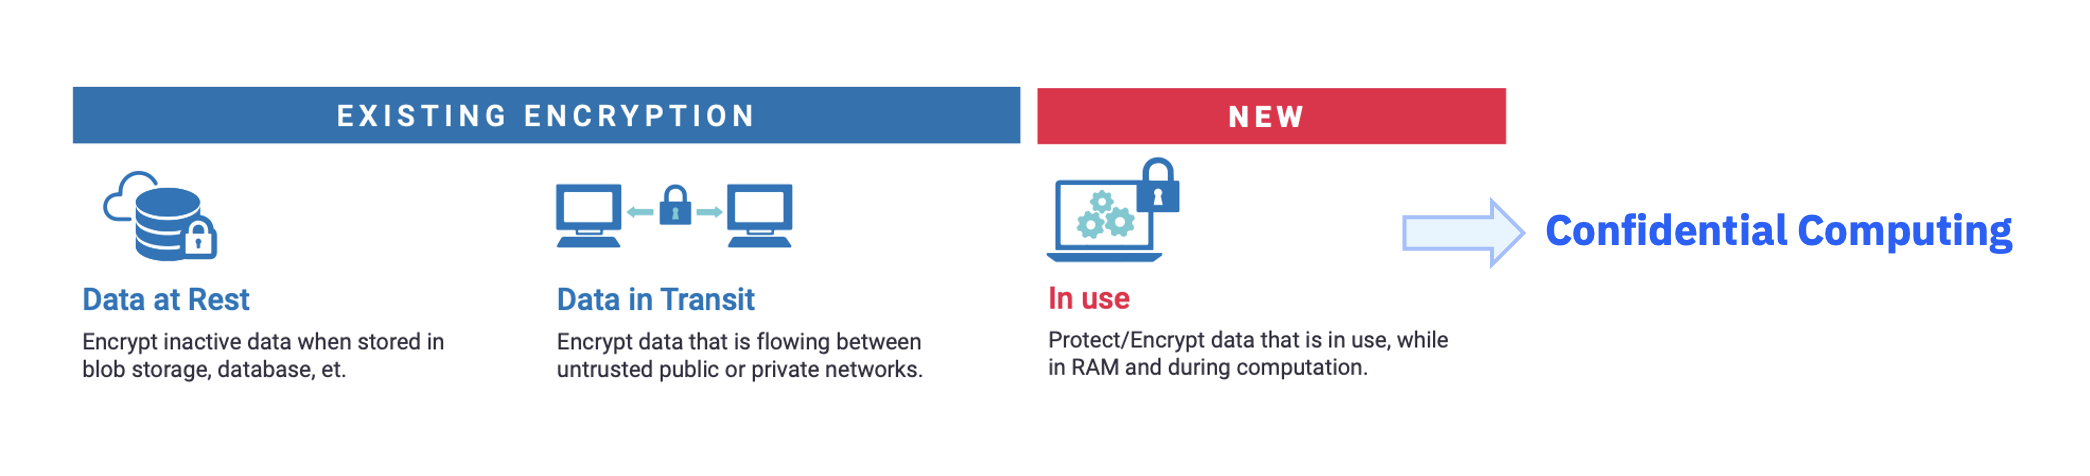 EXISTING ENCRYPTION
NEW
Data at Rest
Encrypt inactive data when stored in
blob storage, database, et.
Data in Transit
Encrypt data that is flowing between
untrusted public or private networks.
In use
Protect/Encrypt data that is in use, while
in RAM and during computation.
Confidential Computing